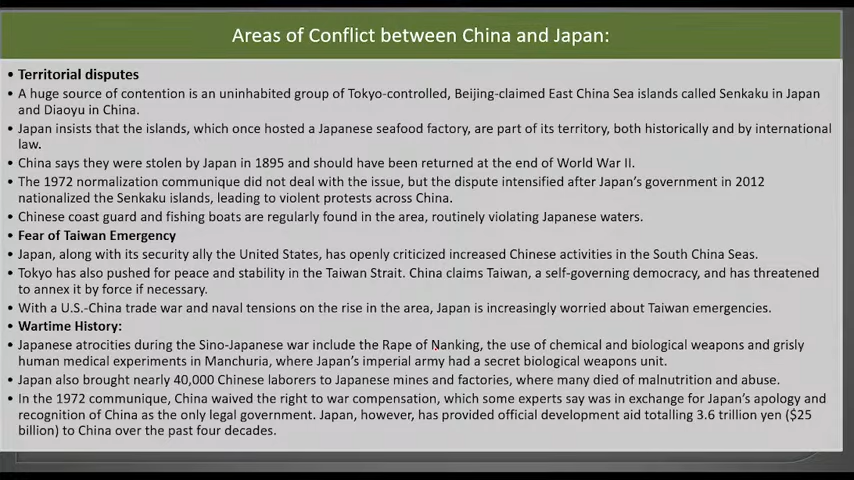 Areas of Conflict between China and Japan:
• Territorial disputes
• A huge source of contention is an uninhabited group of Tokyo-controlled, Beijing-claimed East China Sea islands called Senkaku in Japan
and Diaoyu in China.
• Japan insists that the islands, which once hosted a Japanese seafood factory, are part of its territory, both historically and by international
law.
• China says they were stolen by Japan in 1895 and should have been returned at the end of World War II.
• The 1972 normalization communique did not deal with the issue, but the dispute intensified after Japan's government in 2012
nationalized the Senkaku islands, leading to violent protests across China.
• Chinese coast guard and fishing boats are regularly found in the area, routinely violating Japanese waters.
• Fear of Taiwan Emergency
• Japan, along with its security ally the United States, has openly criticized increased Chinese activities in the South China Seas.
• Tokyo has also pushed for peace and stability in the Taiwan Strait. China claims Taiwan, a self-governing democracy, and has threatened
to annex it by force if necessary.
• With a U.S.-China trade war and naval tensions on the rise in the area, Japan is increasingly worried about Taiwan emergencies.
• Wartime History:
• Japanese atrocities during the Sino-Japanese war include the Rape of Nanking, the use of chemical and biological weapons and grisly
human medical experiments in Manchuria, where Japan's imperial army had a secret biological weapons unit.
• Japan also brought nearly 40,000 Chinese laborers to Japanese mines and factories, where many died of malnutrition and abuse.
• In the 1972 communique, China waived the right to war compensation, which some experts say was in exchange for Japan's apology and
recognition of China as the only legal government. Japan, however, has provided official development aid totalling 3.6 trillion yen ($25
billion) to China over the past four decades.